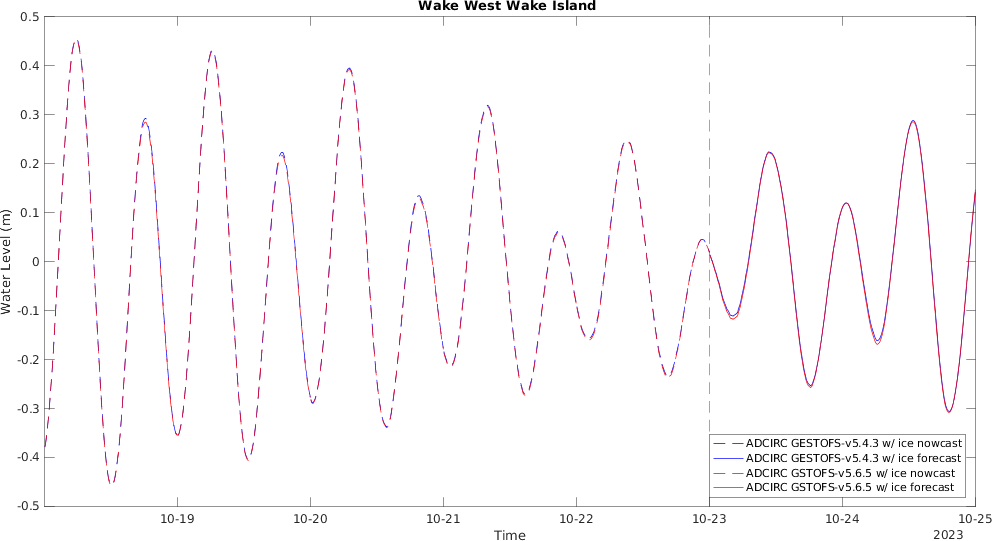 Wake West Wake Island
0.5
0.4
0.3
0.2
0.1
0
-0.1
-0.2
-0.3
-0.4
-0.5
Water Level (m)
ADCIRC GESTOFS-v5.4.3 w/ ice nowcast
ADCIRC GESTOFS-v5.4.3 w/ ice forecast
ADCIRC GSTOFS-v5.6.5 w/ ice nowcast
ADCIRC GSTOFS-v5.6.5 w/ ice forecast
10-19 10-20 10-21 10-22 10-23 10-24 10-25
Time
2023